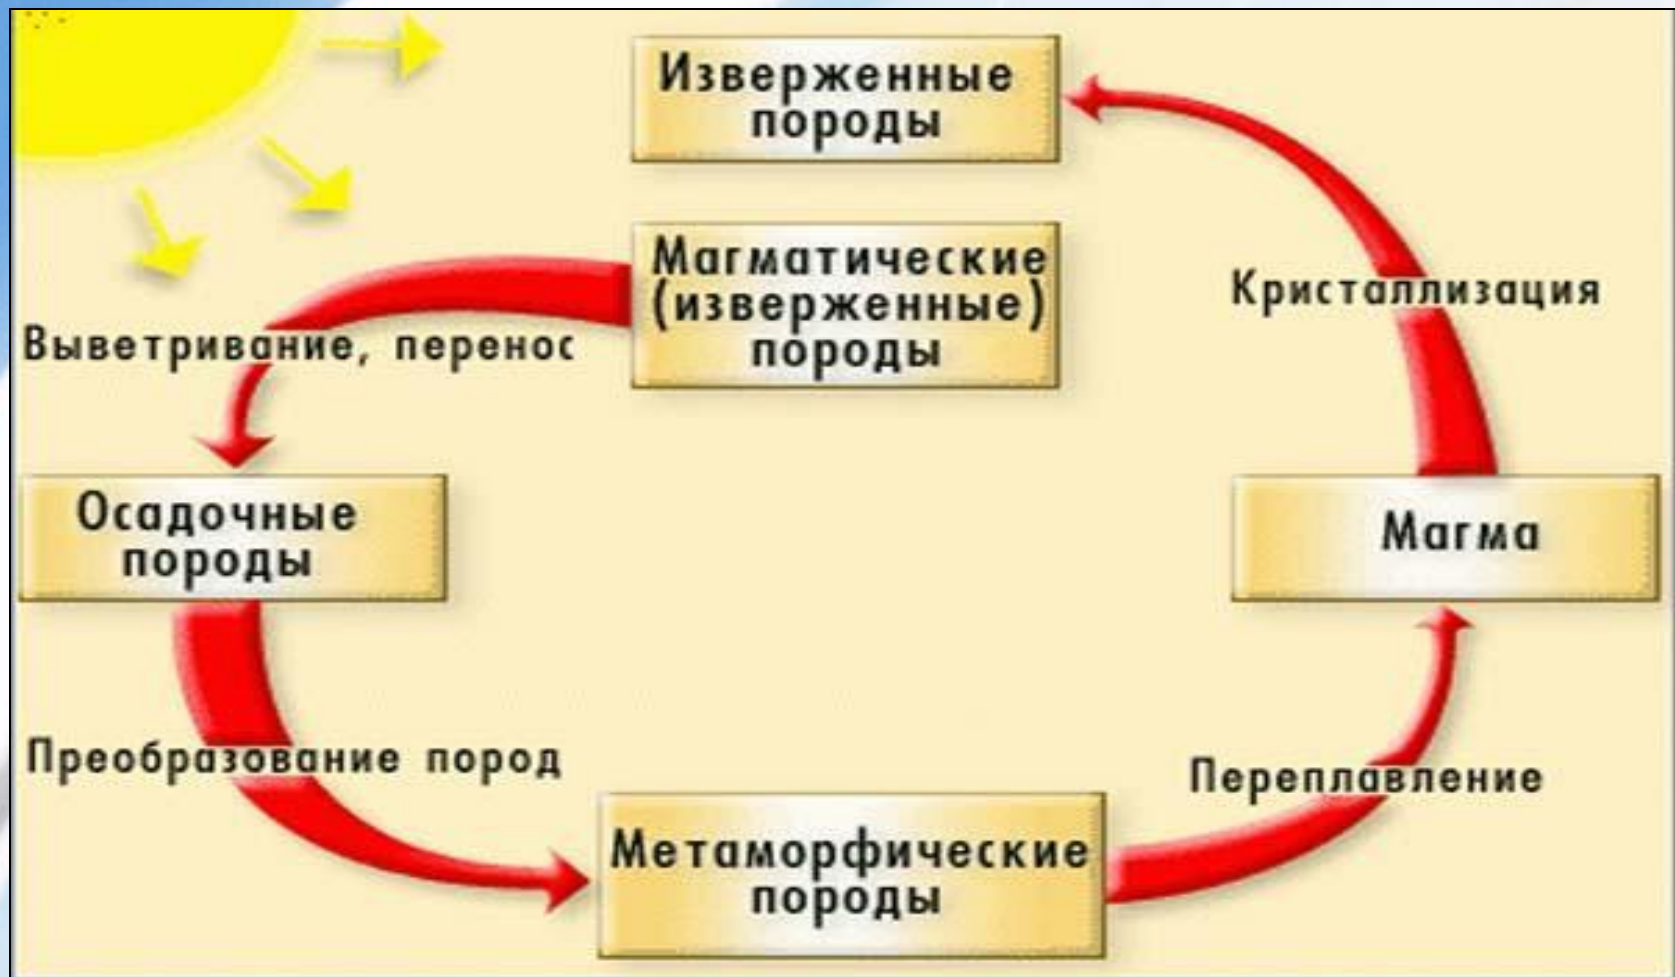 Изверженные
породы
Магматические
(изверженные)
породы
Кристаллизация
Выветривание, перенос
Осадочные
породы
Магма
Преобразование пород
Переплавление
Метаморфические
породы